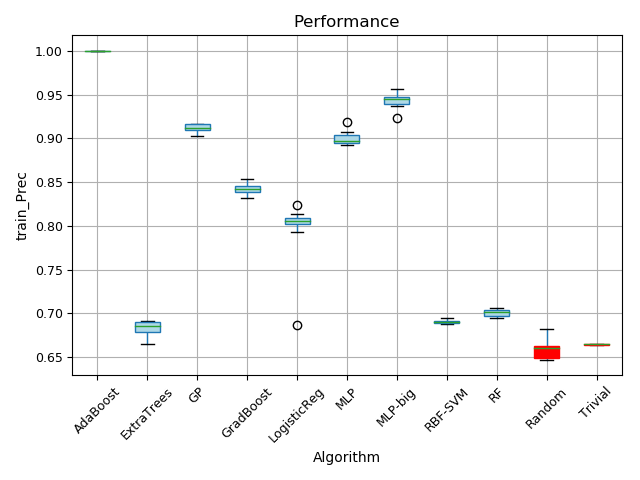 Performance
1.00
0.95
0.90
0.85
0.80
0.75
0.70
0.65
train_Prec
AdaBoost
ExtraTrees
GP
GradBoost
LogisticReg
MLP
MLP-big
RBF-SVM
RF
Random
Trivial
Algorithm